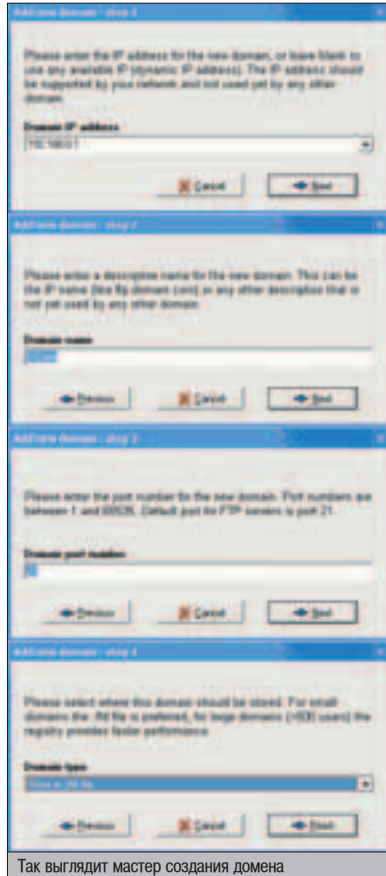 Add new domain - step 1
Please enter the IP address for the new domain, or leave blank to
use any available IP (dynamic IP address). The IP address should
be supported by your network and not used yet by any other
domain.
Domain IP address
Cancel
Next
Add new domain - step 2
Please enter a descriptive name for the new domain. This can be
the IP name (like ftp.domain.com) or any other description that is
not yet used by any other domain.
Domain name
Previous
Cancel
Next
Add new domain - step 3
Please enter the port number for the new domain. Port numbers are
between 1 and 65535. Default port for FTP servers is port 21.
Domain port number
Previous
Cancel
Next
Add new domain - step 4
Please select where this domain should be stored. For small
domains the .INI file is preferred, for large domains (>500 users) the
registry provides faster performance.
Domain type
Previous
Cancel
Так выглядит мастер создания домена